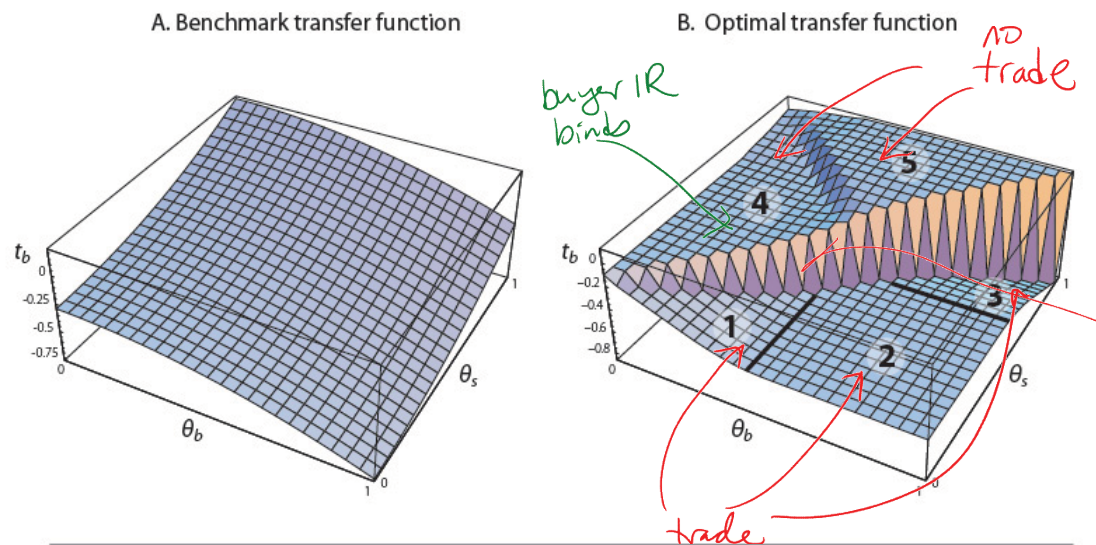 A. Benchmark transfer function
t_b
0
-0.25
-0.5
-0.75
0
θ_b
1
0
θ_s
1
B. Optimal transfer function
no
trade
buyer IR
binds
t_b
0
-0.2
-0.4
-0.6
-0.8
0
θ_b
1
0
θ_s
1
4
5
1
2
3
trade